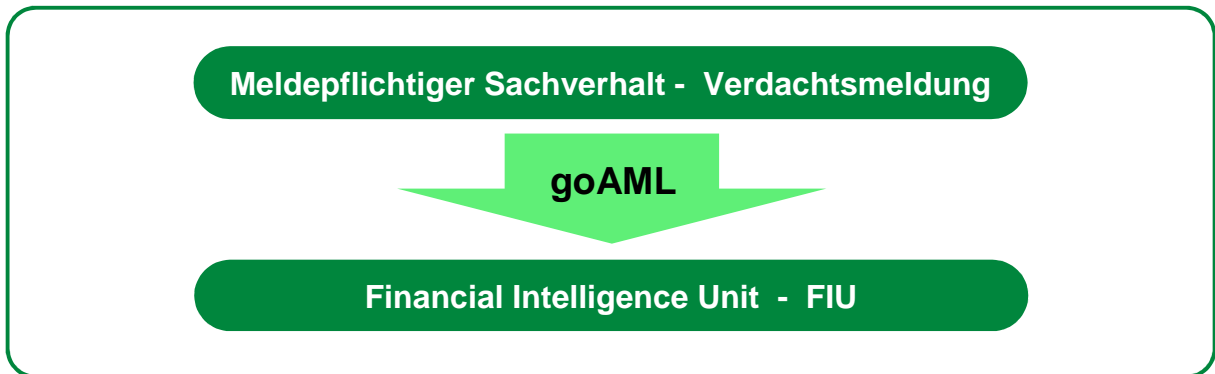 Meldepflichtiger Sachverhalt - Verdachtsmeldung
goAML
Financial Intelligence Unit - FIU